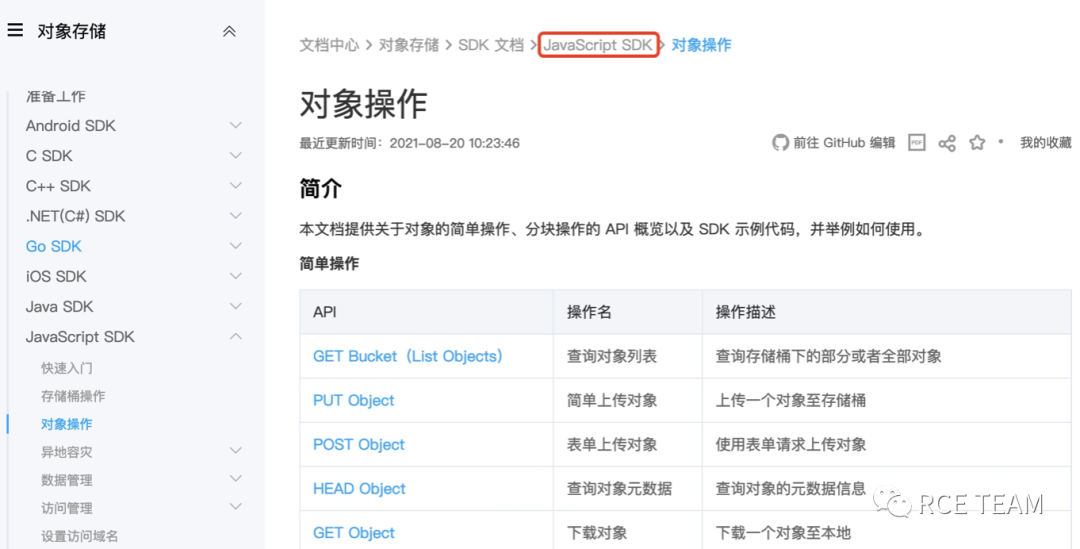 对象存储
准备工作
Android SDK
C SDK
C++ SDK
.NET(C#) SDK
Go SDK
iOS SDK
Java SDK
JavaScript SDK
快速入门
存储桶操作
对象操作
异地容灾
数据管理
访问管理
设置访问域名
文档中心 > 对象存储 > SDK 文档 > JavaScript SDK > 对象操作
对象操作
最近更新时间：2021-08-20 10:23:46
前往 GitHub 编辑 PDF • 我的收藏
简介
本文档提供关于对象的简单操作、分块操作的 API 概览以及 SDK 示例代码，并举例如何使用。
简单操作
API 操作名 操作描述
GET Bucket（List Objects） 查询对象列表 查询存储桶下的部分或者全部对象
PUT Object 简单上传对象 上传一个对象至存储桶
POST Object 表单上传对象 使用表单请求上传对象
HEAD Object 查询对象元数据 查询对象的元数据信息
GET Object 下载对象 下载一个对象至本地
RCE TEAM